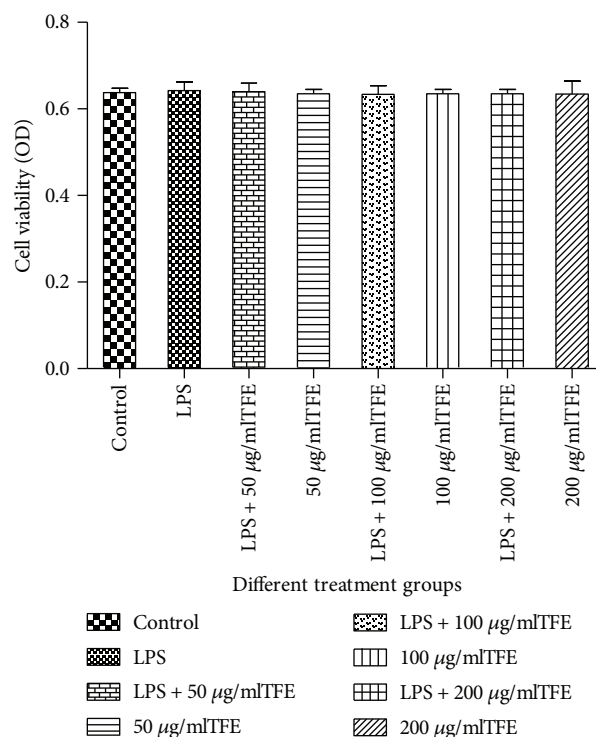 0.8
0.6
0.4
0.2
0.0
Cell viability (OD)
Control
LPS
LPS + 50 μg/mlTFE
50 μg/mlTFE
LPS + 100 μg/mlTFE
100 μg/mlTFE
LPS + 200 μg/mlTFE
200 μg/mlTFE
Different treatment groups
Control
LPS
LPS + 50 μg/mlTFE
50 μg/mlTFE
LPS + 100 μg/mlTFE
100 μg/mlTFE
LPS + 200 μg/mlTFE
200 μg/mlTFE